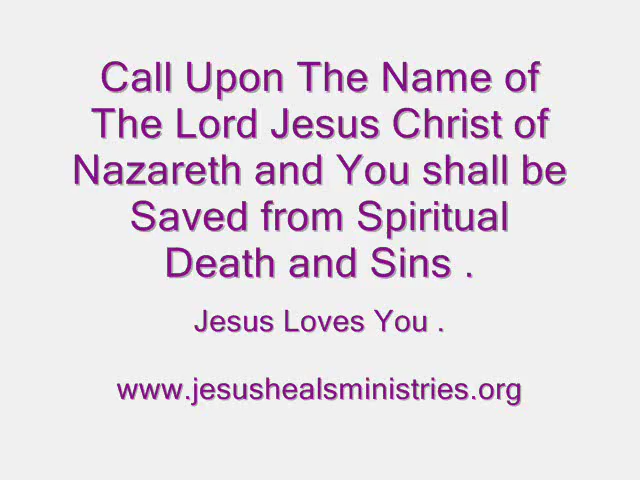 Call Upon The Name of
The Lord Jesus Christ of
Nazareth and You shall be
Saved from Spiritual
Death and Sins .
Jesus Loves You .
www.jesushealsministries.org